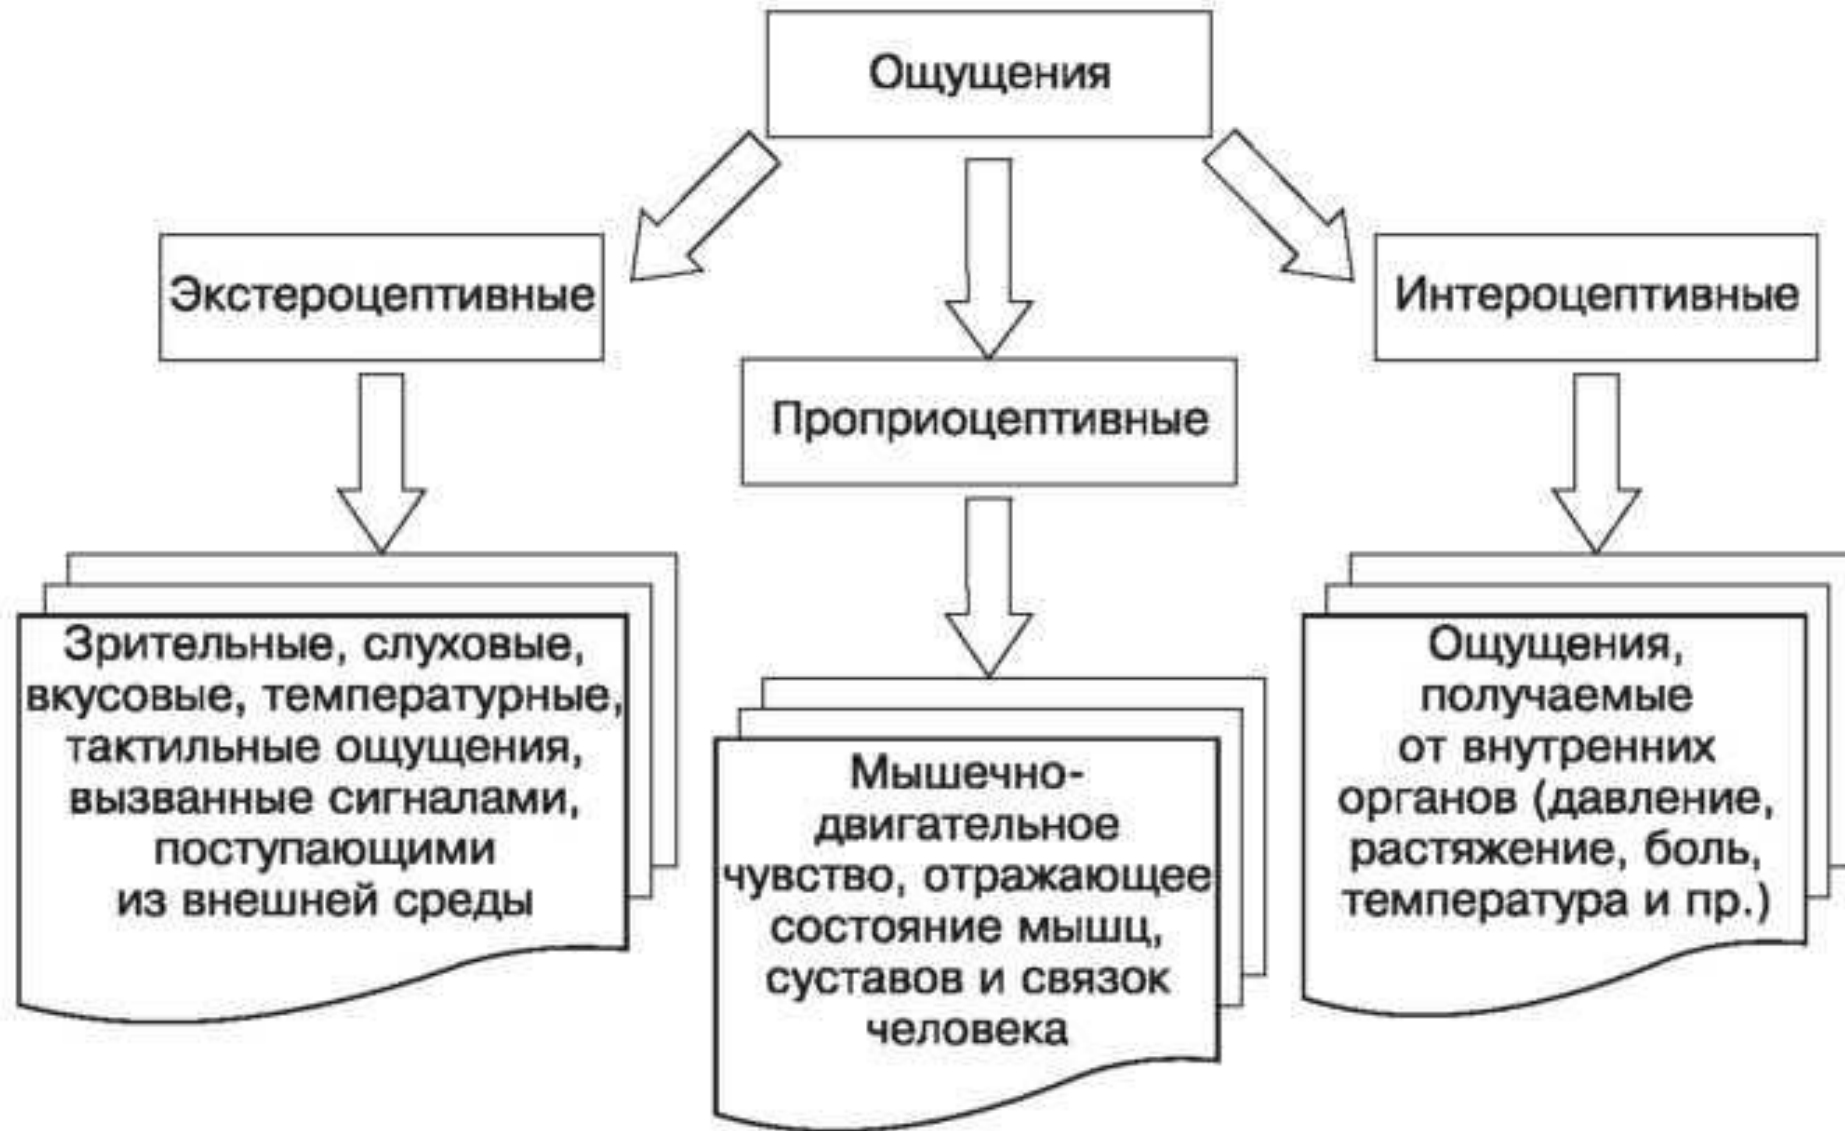 Ощущения
Экстероцептивные
Проприоцептивные
Интероцептивные
Зрительные, слуховые,
вкусовые, температурные,
тактильные ощущения,
вызванные сигналами,
поступающими
из внешней среды
Мышечно-
двигательное
чувство, отражающее
состояние мышц,
суставов и связок
человека
Ощущения,
получаемые
от внутренних
органов (давление,
растяжение, боль,
температура и пр.)